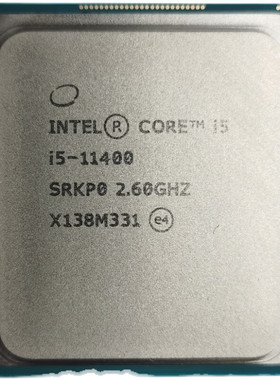 INTEL® CORE™ i5
i5-11400
SRKP0 2.60GHZ
X138M331 e4